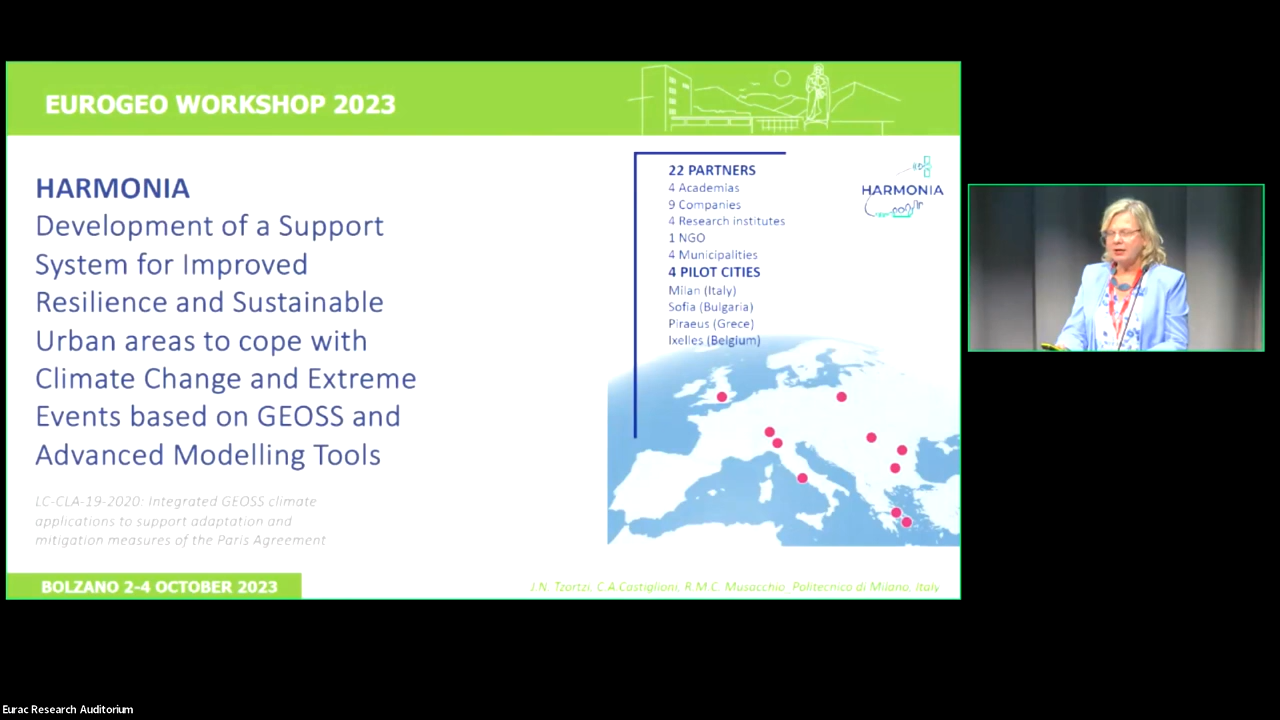 EUROGEO WORKSHOP 2023
HARMONIA
Development of a Support
System for Improved
Resilience and Sustainable
Urban areas to cope with
Climate Change and Extreme
Events based on GEOSS and
Advanced Modelling Tools
LC-CLA-19-2020: Integrated GEOSS climate
applications to support adaptation and
mitigation measures of the Paris Agreement
22 PARTNERS
4 Academias
9 Companies
4 Research institutes
1 NGO
4 Municipalities
4 PILOT CITIES
Milan (Italy)
Sofia (Bulgaria)
Piraeus (Grece)
Ixelles (Belgium)
HARMONIA
BOLZANO 2-4 OCTOBER 2023
J.N. Tzortzi, C.A.Castiglioni, R.M.C. Musacchio Politecnico di Milano, Italy
Eurac Research Auditorium